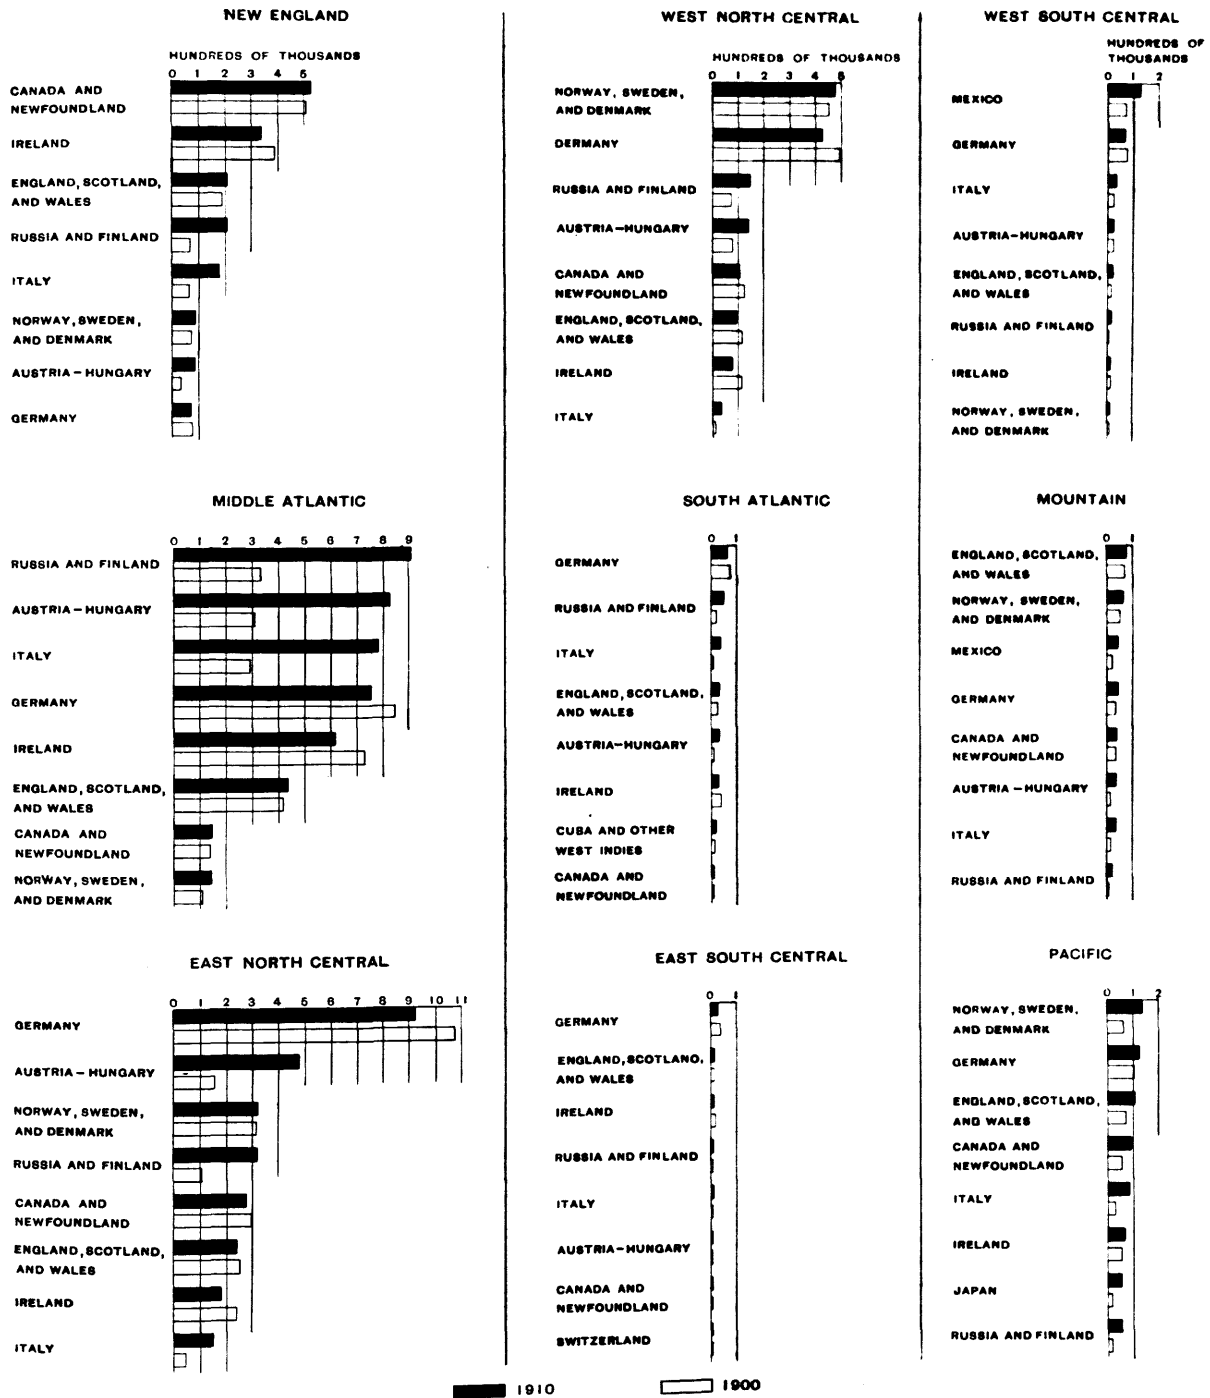 NEW ENGLAND
HUNDREDS OF THOUSANDS
0 1 2 3 4 5
CANADA AND
NEWFOUNDLAND
IRELAND
ENGLAND, SCOTLAND,
AND WALES
RUSSIA AND FINLAND
ITALY
NORWAY, SWEDEN,
AND DENMARK
AUSTRIA-HUNGARY
GERMANY
MIDDLE ATLANTIC
0 1 2 3 4 5 6 7 8 9
RUSSIA AND FINLAND
AUSTRIA-HUNGARY
ITALY
GERMANY
IRELAND
ENGLAND, SCOTLAND,
AND WALES
CANADA AND
NEWFOUNDLAND
NORWAY, SWEDEN,
AND DENMARK
EAST NORTH CENTRAL
0 1 2 3 4 5 6 7 8 9 10 11
GERMANY
AUSTRIA-HUNGARY
NORWAY, SWEDEN,
AND DENMARK
RUSSIA AND FINLAND
CANADA AND
NEWFOUNDLAND
ENGLAND, SCOTLAND,
AND WALES
IRELAND
ITALY
WEST NORTH CENTRAL
HUNDREDS OF THOUSANDS
0 1 2 3 4 5
NORWAY, SWEDEN,
AND DENMARK
DERMANY
RUSSIA AND FINLAND
AUSTRIA-HUNGARY
CANADA AND
NEWFOUNDLAND
ENGLAND, SCOTLAND,
AND WALES
IRELAND
ITALY
SOUTH ATLANTIC
0 1
GERMANY
RUSSIA AND FINLAND
ITALY
ENGLAND, SCOTLAND,
AND WALES
AUSTRIA-HUNGARY
IRELAND
CUBA AND OTHER
WEST INDIES
CANADA AND
NEWFOUNDLAND
EAST SOUTH CENTRAL
0 1
GERMANY
ENGLAND, SCOTLAND,
AND WALES
IRELAND
RUSSIA AND FINLAND
ITALY
AUSTRIA-HUNGARY
CANADA AND
NEWFOUNDLAND
SWITZERLAND
WEST SOUTH CENTRAL
HUNDREDS OF
THOUSANDS
0 1 2
MEXICO
GERMANY
ITALY
AUSTRIA-HUNGARY
ENGLAND, SCOTLAND,
AND WALES
RUSSIA AND FINLAND
IRELAND
NORWAY, SWEDEN,
AND DENMARK
MOUNTAIN
0 1
ENGLAND, SCOTLAND,
AND WALES
NORWAY, SWEDEN,
AND DENMARK
MEXICO
GERMANY
CANADA AND
NEWFOUNDLAND
AUSTRIA-HUNGARY
ITALY
RUSSIA AND FINLAND
PACIFIC
0 1 2
NORWAY, SWEDEN,
AND DENMARK
GERMANY
ENGLAND, SCOTLAND,
AND WALES
CANADA AND
NEWFOUNDLAND
ITALY
IRELAND
JAPAN
RUSSIA AND FINLAND
1910
1900